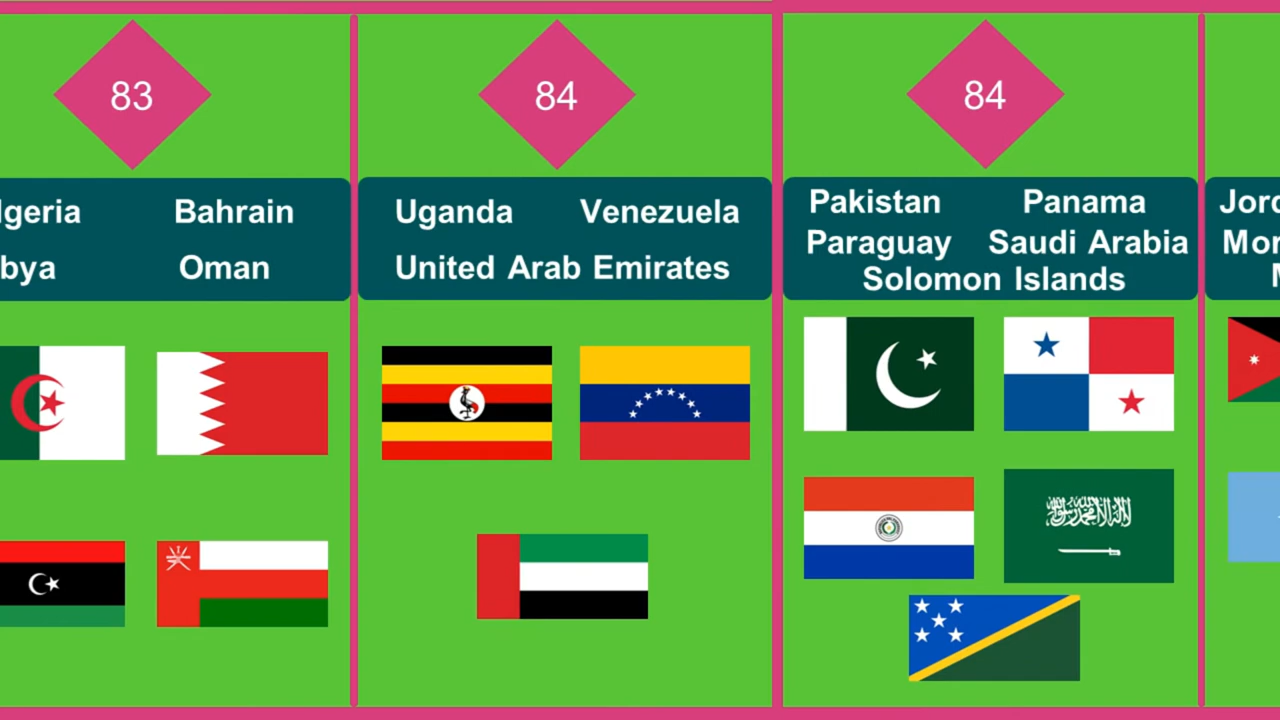 83
lgeria Bahrain
bya Oman
84
Uganda Venezuela
United Arab Emirates
84
Pakistan Panama
Paraguay Saudi Arabia
Solomon Islands
Jord
Mor